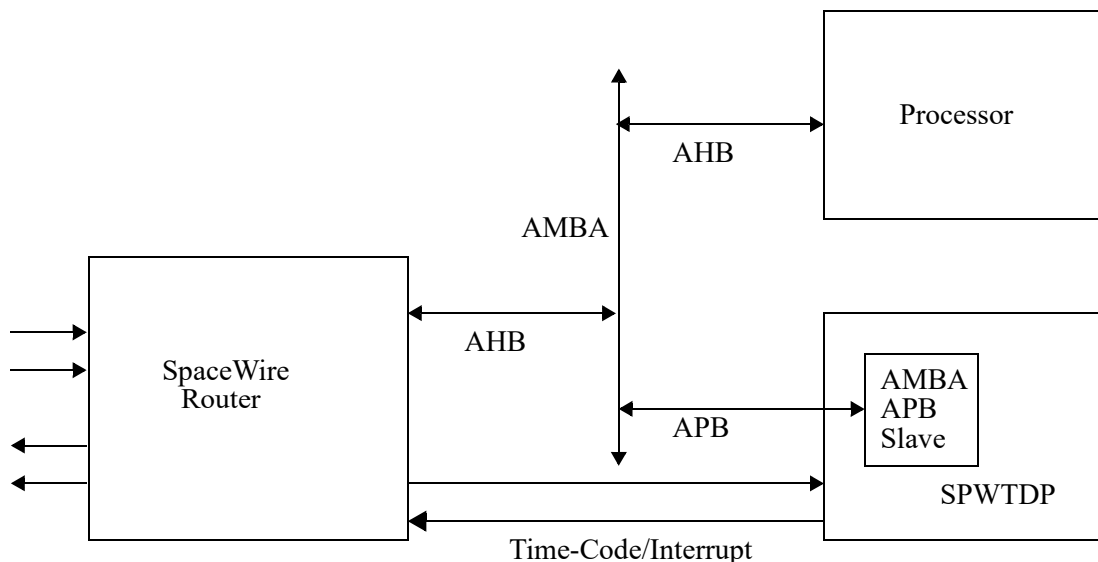 Processor
AHB
AMBA
AHB
SpaceWire
Router
AMBA
APB
Slave
APB
SPWTDP
Time-Code/Interrupt